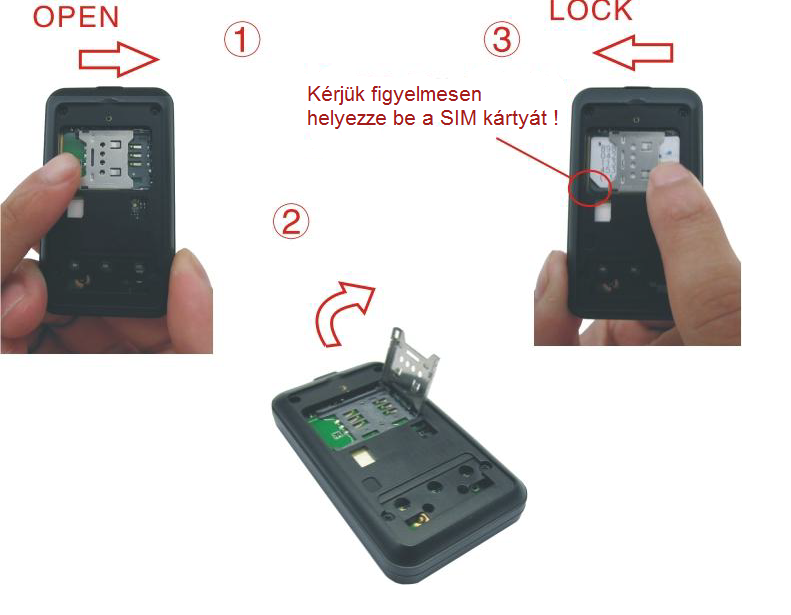 OPEN
①
③
LOCK
Kérjük figyelmesen
helyezze be a SIM kártyát !
②